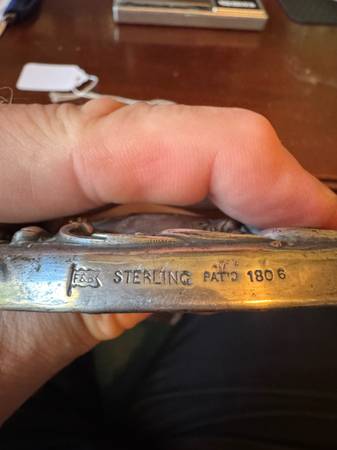 F&B STERLING PAT'D 1806